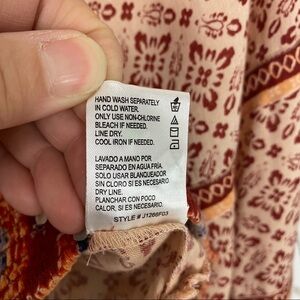 HAND WASH SEPARATELY
IN COLD WATER.
ONLY USE NON-CHLORINE
BLEACH IF NEEDED.
LINE DRY.
COOL IRON IF NEEDED.
LAVADO A MANO POR
SEPARADO EN AGUA FRIA.
SOLO USAR BLANQUEADOR
SIN CLORO SI ES NECESARIO.
DRY LINE.
PLANCHAR CON POCO
CALOR, SI ES NECESARIO.
STYLE # J1266F03